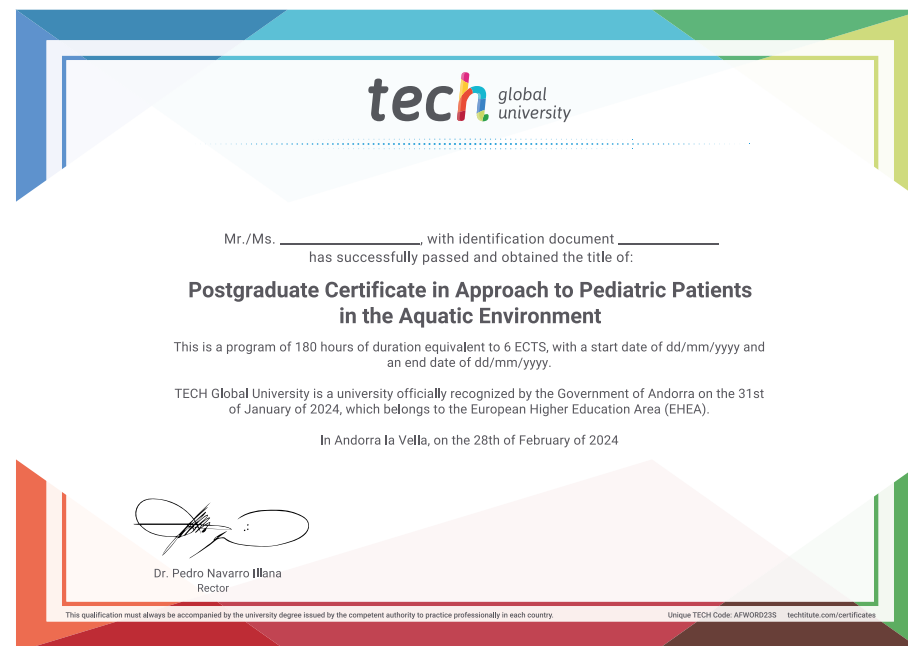 tech global
university
Mr./Ms. ____________, with identification document ____________
has successfully passed and obtained the title of:
Postgraduate Certificate in Approach to Pediatric Patients
in the Aquatic Environment
This is a program of 180 hours of duration equivalent to 6 ECTS, with a start date of dd/mm/yyyy and
an end date of dd/mm/yyyy.
TECH Global University is a university officially recognized by the Government of Andorra on the 31st
of January of 2024, which belongs to the European Higher Education Area (EHEA).
In Andorra la Vella, on the 28th of February of 2024
Dr. Pedro Navarro Illana
Rector
This qualification must always be accompanied by the university degree issued by the competent authority to practice professionally in each country. Unique TECH Code: AFWORD23S techtitute.com/certificates